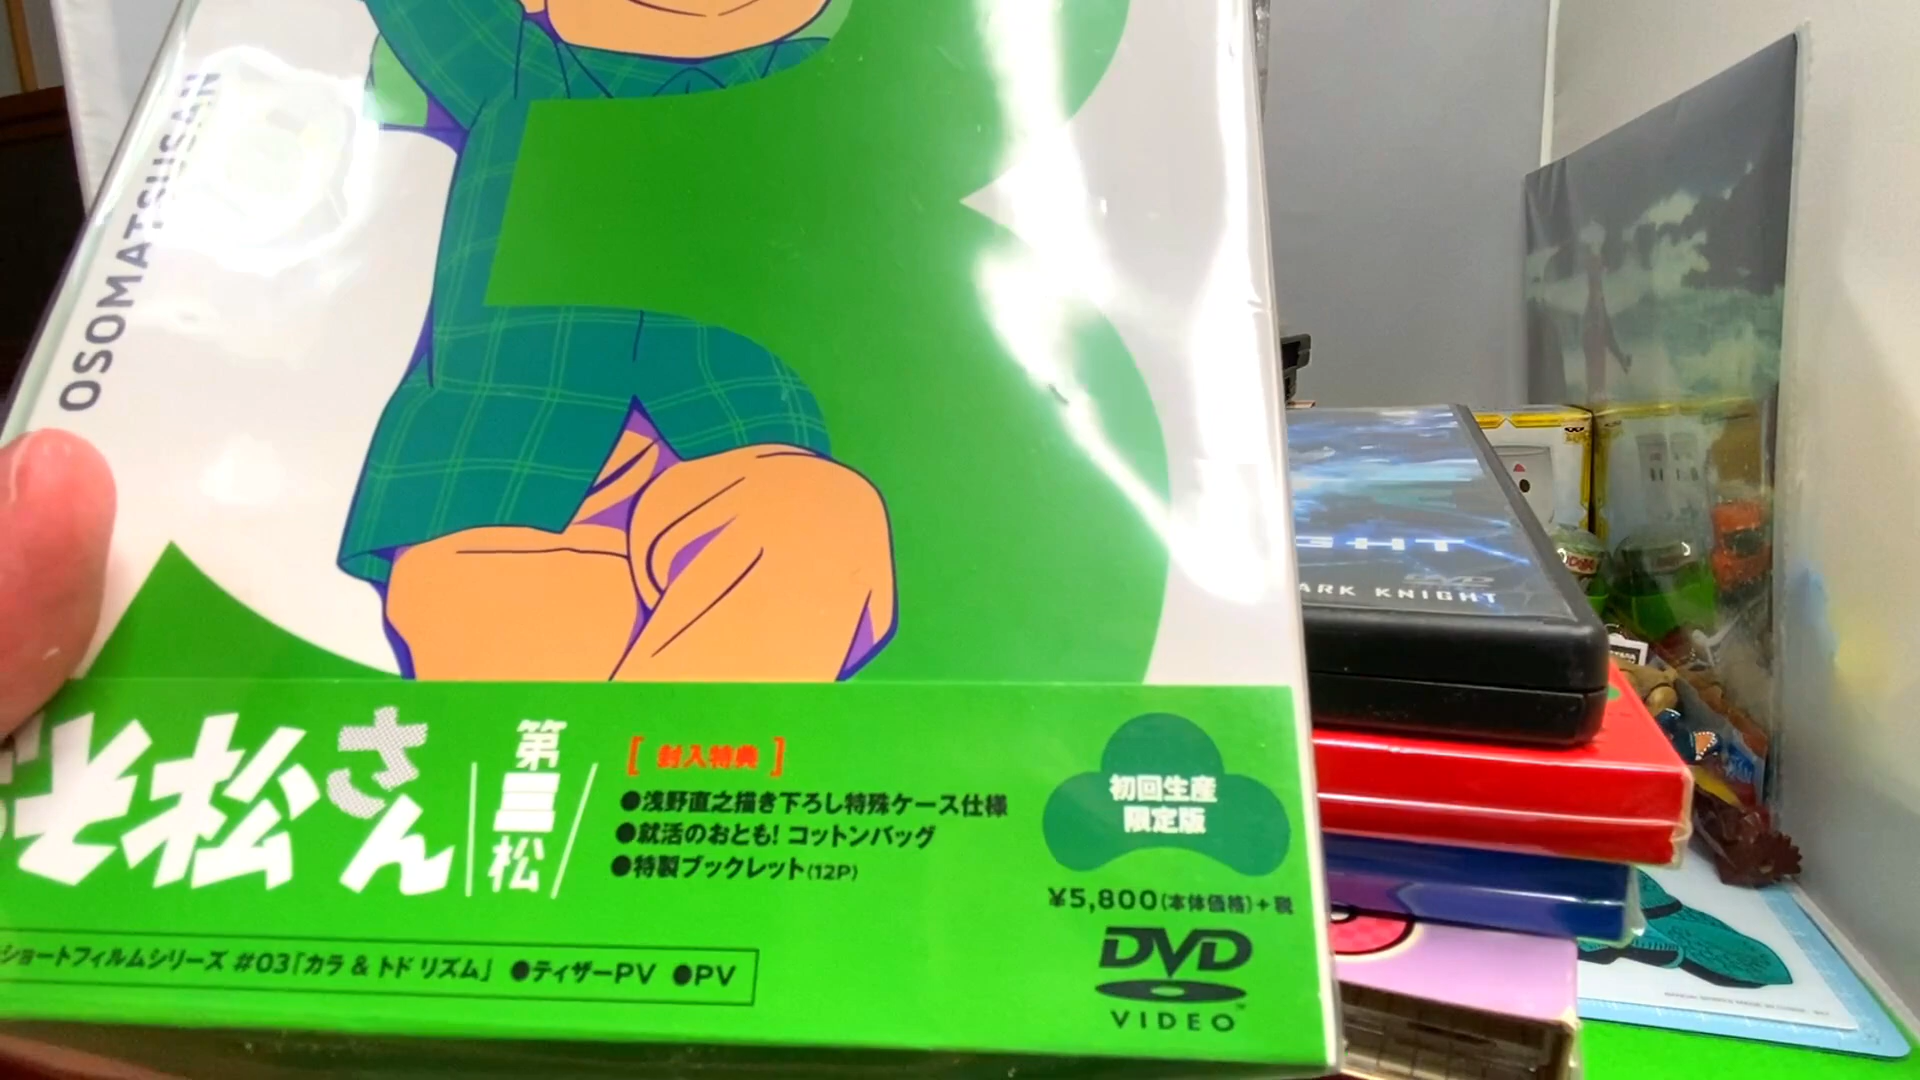 OSOMATSUSAN
そ松さん
第三松
[ 封入特典 ]
●浅野直之描き下ろし特殊ケース仕様
●就活のおとも! コットンバッグ
●特製ブックレット(12P)
初回生産
限定版
¥5,800(本体価格)+税
ショートフィルムシリーズ #03「カラ & トド リズム」 ●ティザーPV ●PV
DVD
VIDEO
GHT
DVD
ARK KNIGHT